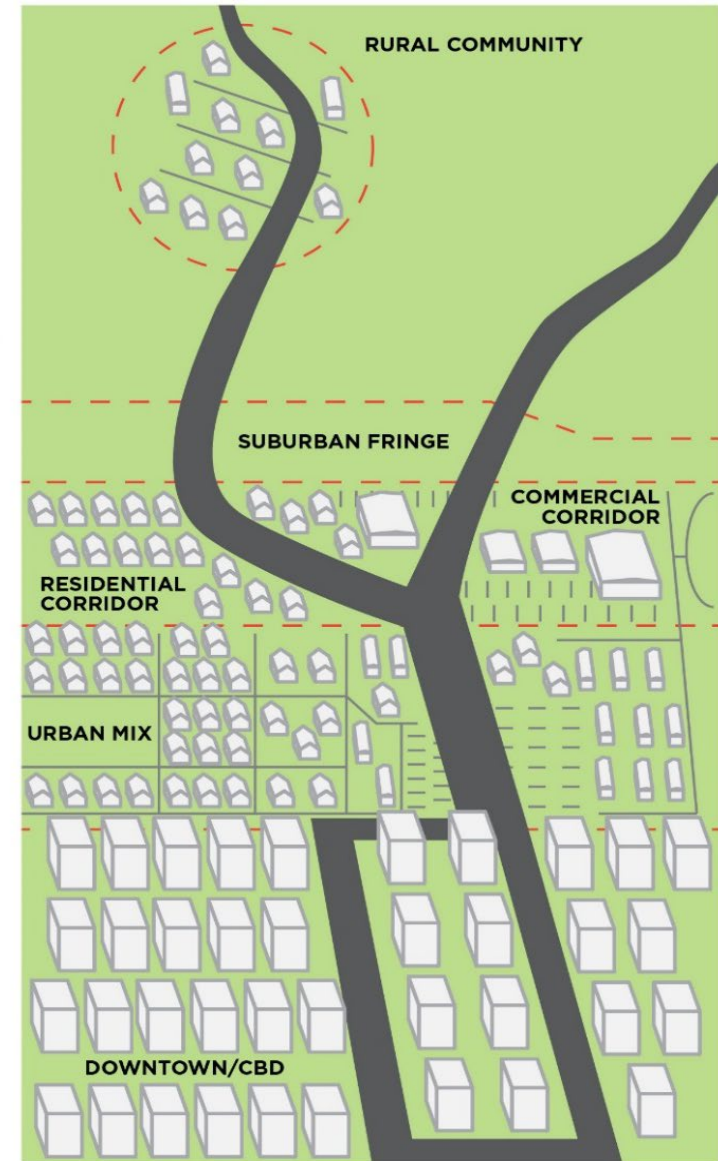 RURAL COMMUNITY
SUBURBAN FRINGE
COMMERCIAL
CORRIDOR
RESIDENTIAL
CORRIDOR
URBAN MIX
DOWNTOWN/CBD